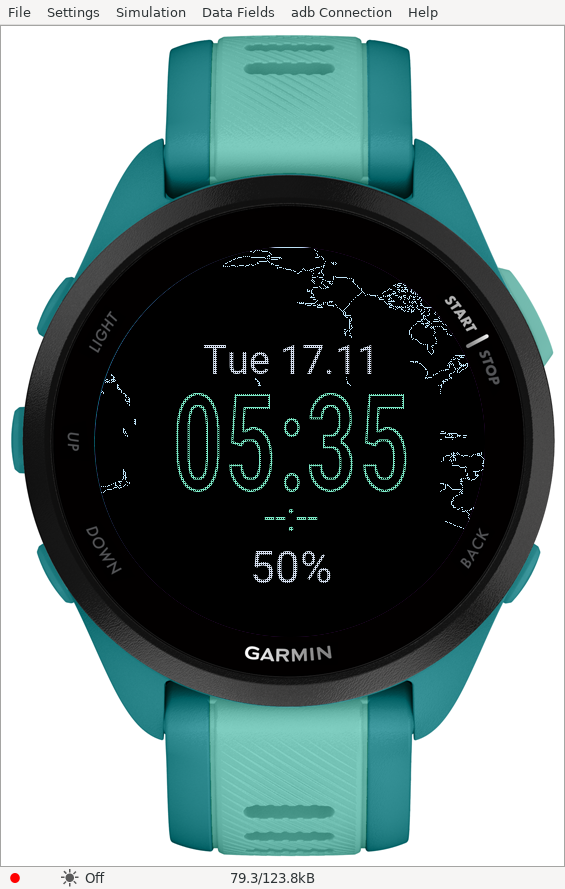 File Settings Simulation Data Fields adb Connection Help
START
STOP
LIGHT
Tue 17.11
05:35
UP
--:--
50%
DOWN
BACK
GARMIN
Off 79.3/123.8kB